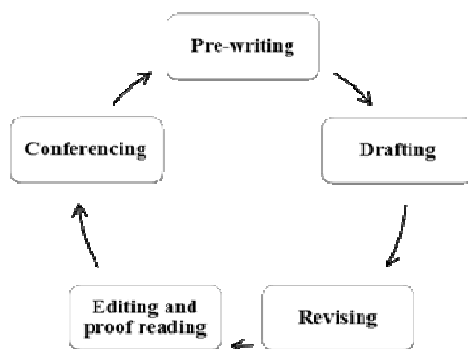 Pre-writing
Drafting
Revising
Editing and
proof reading
Conferencing